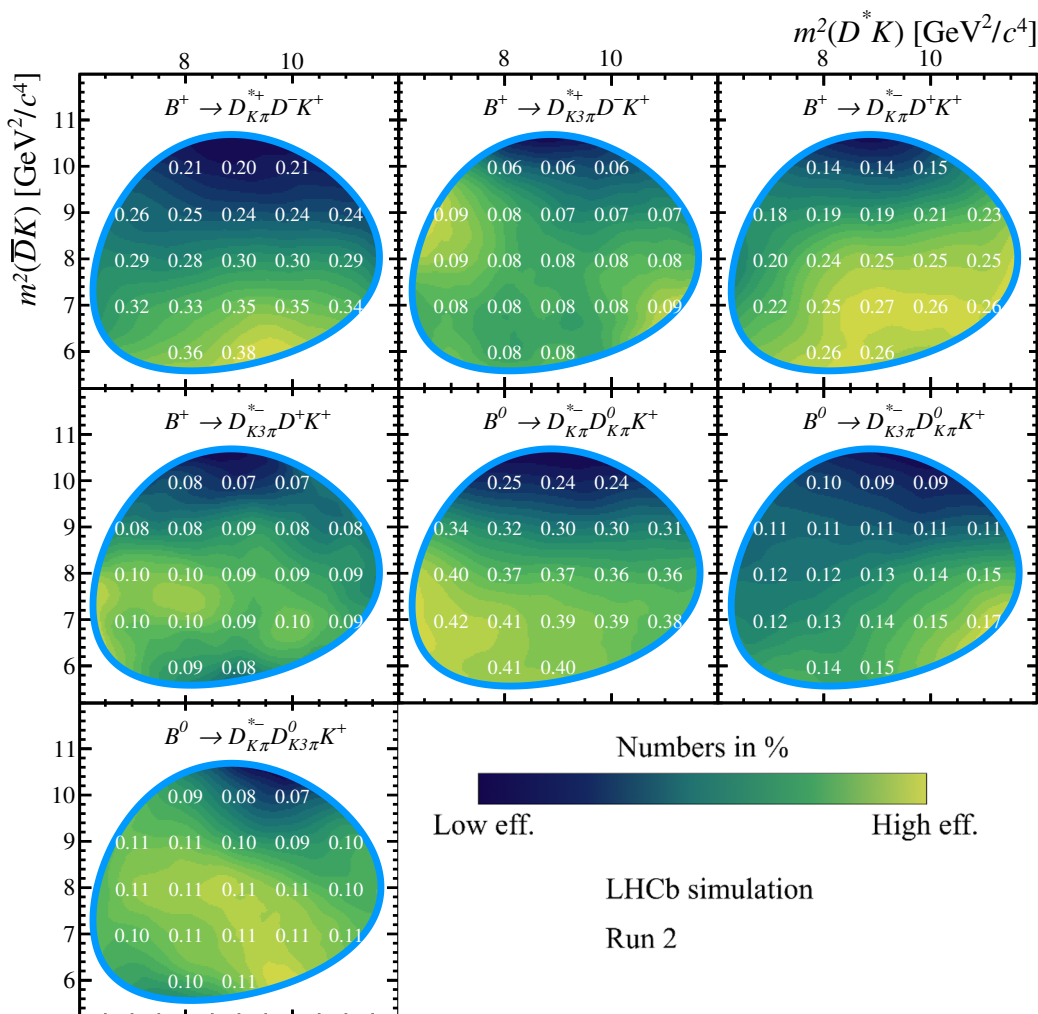 m²(D*K) [GeV²/c⁴]
8 10 8 10 8 10
m²(D̅K) [GeV²/c⁴]
B⁺ → D*⁺_Kπ D⁻K⁺
B⁺ → D*⁺_K3π D⁻K⁺
B⁺ → D*⁻_Kπ D⁺K⁺
11
10
9
8
7
6
0.21 0.20 0.21
0.26 0.25 0.24 0.24 0.24
0.29 0.28 0.30 0.30 0.29
0.32 0.33 0.35 0.35 0.34
0.36 0.38
0.06 0.06 0.06
0.09 0.08 0.07 0.07 0.07
0.09 0.08 0.08 0.08 0.08
0.08 0.08 0.08 0.08 0.09
0.08 0.08
0.14 0.14 0.15
0.18 0.19 0.19 0.21 0.23
0.20 0.24 0.25 0.25 0.25
0.22 0.25 0.27 0.26 0.26
0.26 0.26
B⁺ → D*⁻_K3π D⁺K⁺
B⁰ → D*⁻_Kπ D⁰_Kπ K⁺
B⁰ → D*⁻_K3π D⁰_Kπ K⁺
11
10
9
8
7
6
0.08 0.07 0.07
0.08 0.08 0.09 0.08 0.08
0.10 0.10 0.09 0.09 0.09
0.10 0.10 0.09 0.10 0.09
0.09 0.08
0.25 0.24 0.24
0.34 0.32 0.30 0.30 0.31
0.40 0.37 0.37 0.36 0.36
0.42 0.41 0.39 0.39 0.38
0.41 0.40
0.10 0.09 0.09
0.11 0.11 0.11 0.11 0.11
0.12 0.12 0.13 0.14 0.15
0.12 0.13 0.14 0.15 0.17
0.14 0.15
B⁰ → D*⁻_Kπ D⁰_K3π K⁺
11
10
9
8
7
6
0.09 0.08 0.07
0.11 0.11 0.10 0.09 0.10
0.11 0.11 0.11 0.11 0.10
0.10 0.11 0.11 0.11 0.11
0.10 0.11
Numbers in %
Low eff. High eff.
LHCb simulation
Run 2